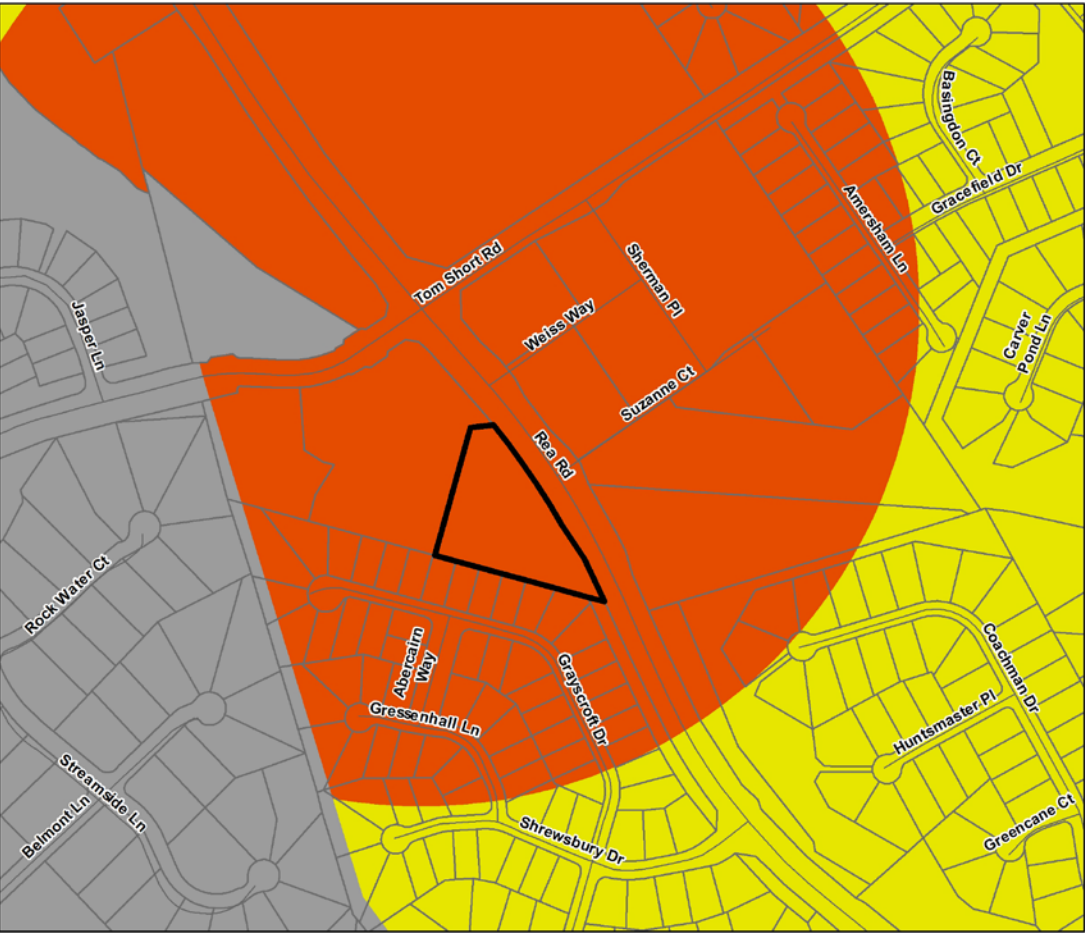 Basingdon Ct
Gracefield Dr
Amersham Ln
Tom Short Rd
Sherman Pl
Weiss Way
Jasper Ln
Carver
Pond Ln
Suzanne Ct
Rea Rd
Rock Water Ct
Abercairn
Way
Grayscroft Dr
Coachman Dr
Gressenhall Ln
Huntsmaster Pl
Streamside Ln
Belmont Ln
Shrewsbury Dr
Greencane Ct